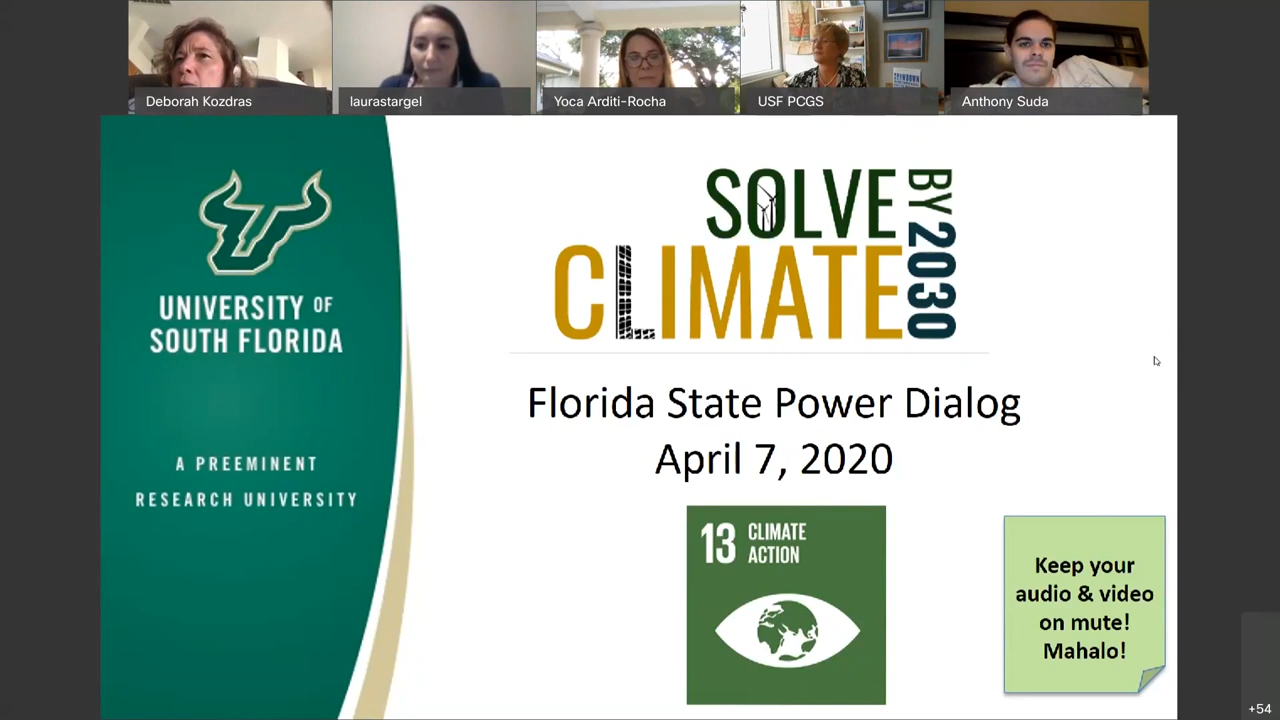 Deborah Kozdras
laurastargel
Yoca Arditi-Rocha
USF PCGS
Anthony Suda
UNIVERSITY OF
SOUTH FLORIDA
A PREEMINENT
RESEARCH UNIVERSITY
SOLVE
CLIMATE
BY 2030
Florida State Power Dialog
April 7, 2020
13 CLIMATE
ACTION
Keep your
audio & video
on mute!
Mahalo!
+54